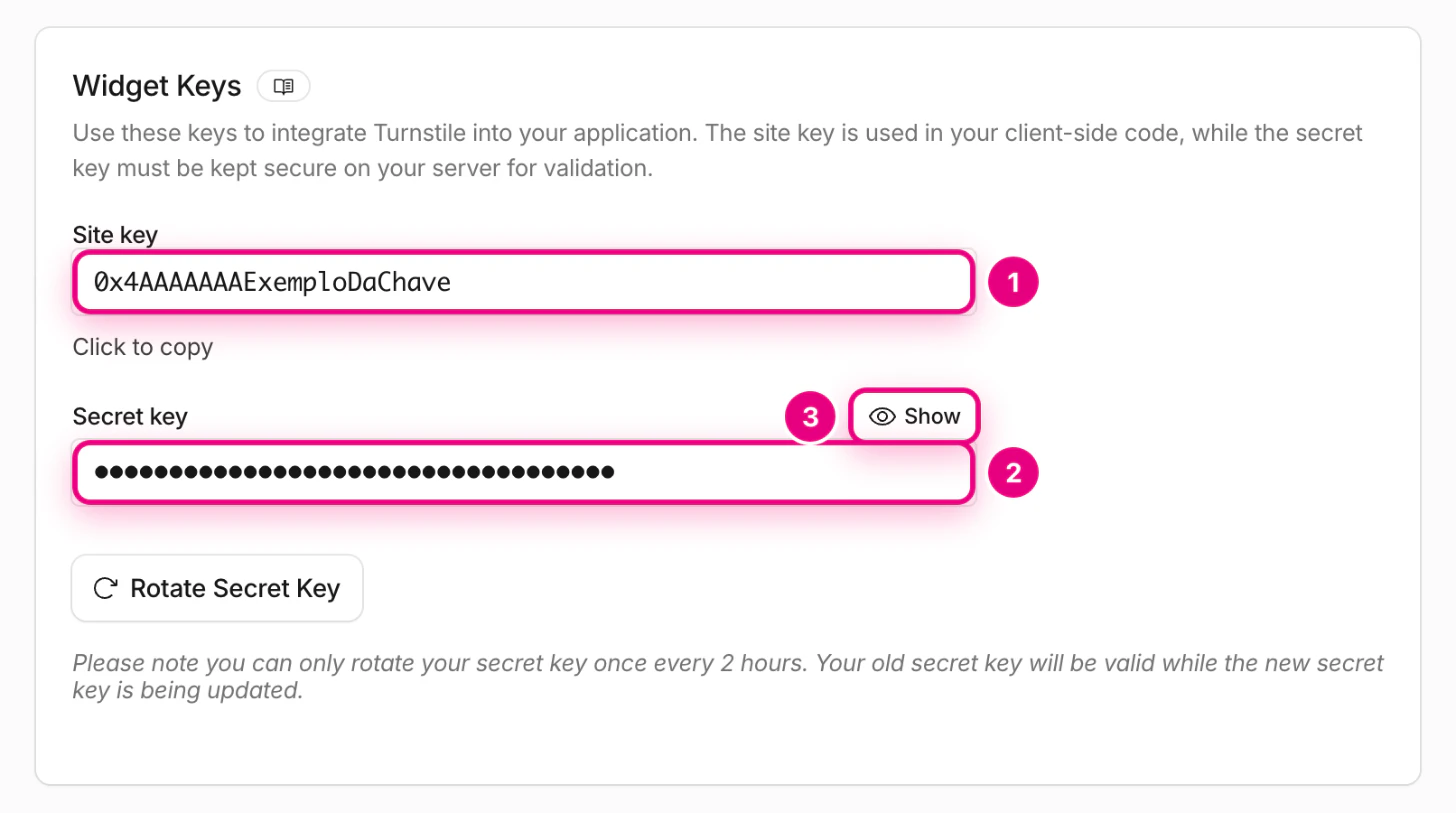 Widget Keys
Use these keys to integrate Turnstile into your application. The site key is used in your client-side code, while the secret
key must be kept secure on your server for validation.
Site key
0x4AAAAAAAExemploDaChave
1
Click to copy
Secret key
3
Show
●●●●●●●●●●●●●●●●●●●●●●●●●●●●●●●●●●●
2
Rotate Secret Key
Please note you can only rotate your secret key once every 2 hours. Your old secret key will be valid while the new secret
key is being updated.